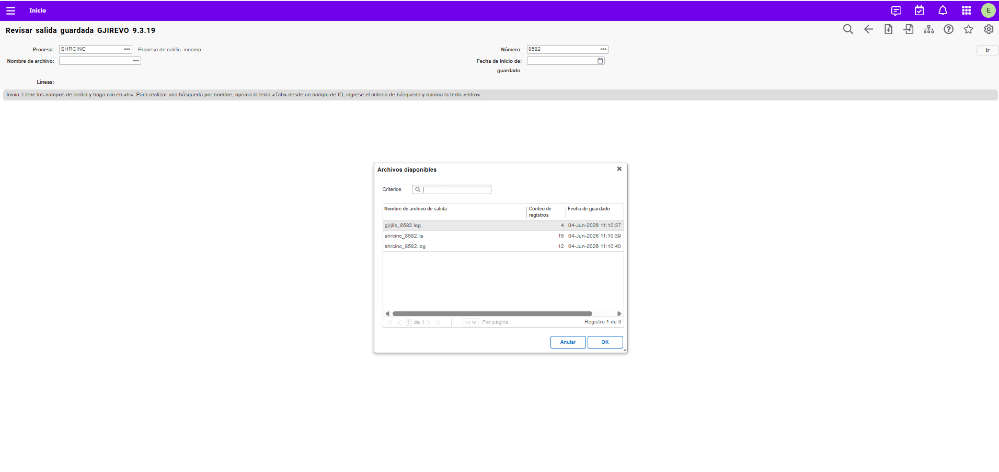 Inicio
E
Revisar salida guardada GJIREVO 9.3.19
Proceso: SHRCINC Proceso de calific. incomp.
Número: 8582
Ir
Nombre de archivo:
Fecha de inicio de: guardado
Líneas:
Inicio: Llene los campos de arriba y haga clic en «Ir». Para realizar una búsqueda por nombre, oprima la tecla «Tab» desde un campo de ID, ingrese el criterio de búsqueda y oprima la tecla «Intro».
Archivos disponibles
Criterios
Nombre de archivo de salida Conteo de registros Fecha de guardado
gjrjlis_8582.log 4 04-Jun-2026 11:10:37
shrcinc_8582.lis 15 04-Jun-2026 11:10:39
shrcinc_8582.log 12 04-Jun-2026 11:10:40
1 de 1 10 Por página Registro 1 de 3
Anular OK